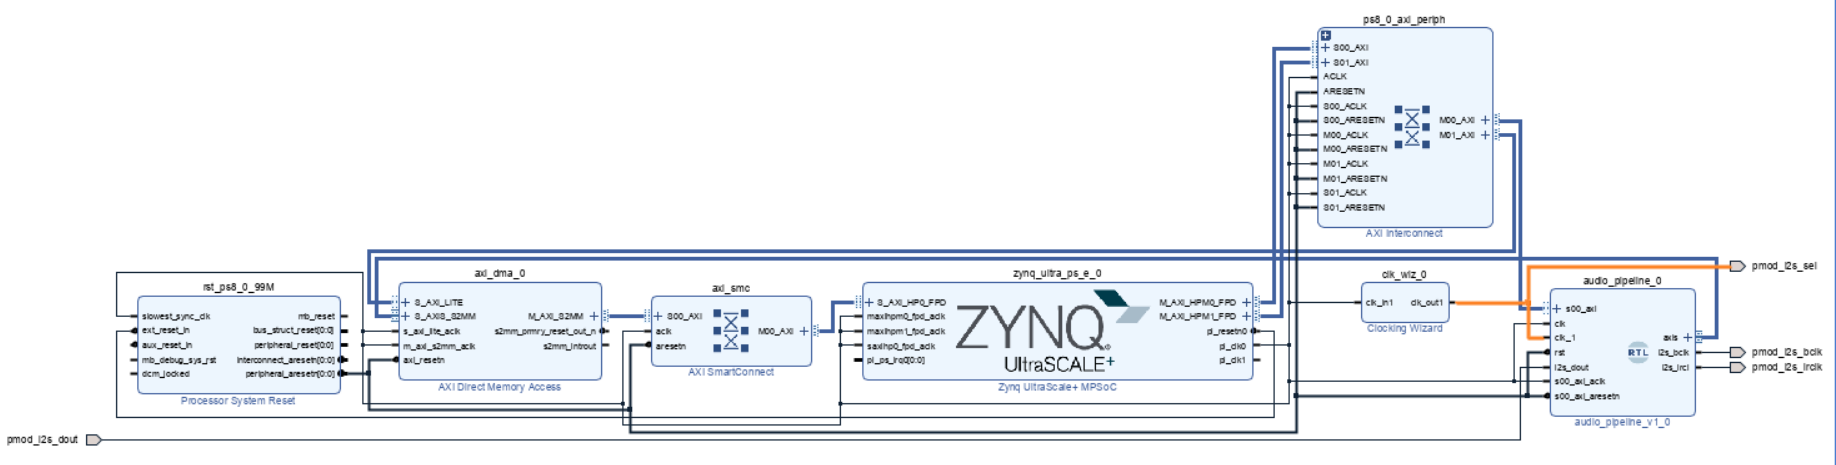 ps8_0_axi_periph
S00_AXI
S01_AXI
ACLK
ARESETN
S00_ACLK
S00_ARESETN
M00_ACLK
M00_ARESETN
M01_ACLK
M01_ARESETN
S01_ACLK
S01_ARESETN
M00_AXI
M01_AXI
AXI Interconnect
rst_ps8_0_99M
slowest_sync_clk
ext_reset_in
aux_reset_in
mb_debug_sys_rst
dcm_locked
mb_reset
bus_struct_reset[0:0]
peripheral_reset[0:0]
interconnect_aresetn[0:0]
peripheral_aresetn[0:0]
Processor System Reset
axi_dma_0
S_AXI_LITE
S_AXIS_S2MM
s_axi_lite_aclk
m_axi_s2mm_aclk
axi_resetn
M_AXI_S2MM
s2mm_prmry_reset_out_n
s2mm_introut
AXI Direct Memory Access
axi_smc
S00_AXI
aclk
aresetn
M00_AXI
AXI SmartConnect
zynq_ultra_ps_e_0
S_AXI_HP0_FPD
maxihpm0_fpd_aclk
maxihpm1_fpd_aclk
saxihp0_fpd_aclk
pl_ps_irq0[0:0]
ZYNQ
UltraSCALE+
M_AXI_HPM0_FPD
M_AXI_HPM1_FPD
pl_resetn0
pl_clk0
pl_clk1
Zynq UltraScale+ MPSoC
clk_wiz_0
clk_in1
clk_out1
Clocking Wizard
audio_pipeline_0
s00_axi
clk
clk_1
rst
i2s_dout
s00_axi_aclk
s00_axi_aresetn
RTL
axis
i2s_bclk
i2s_lrcl
audio_pipeline_v1_0
pmod_i2s_sel
pmod_i2s_bclk
pmod_i2s_lrclk
pmod_i2s_dout